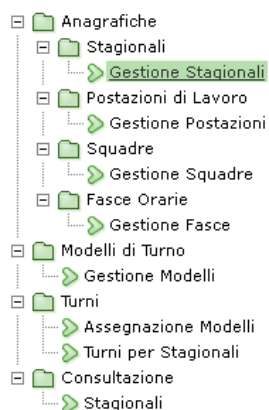 Anagrafiche
Stagionali
Gestione Stagionali
Postazioni di Lavoro
Gestione Postazioni
Squadre
Gestione Squadre
Fasce Orarie
Gestione Fasce
Modelli di Turno
Gestione Modelli
Turni
Assegnazione Modelli
Turni per Stagionali
Consultazione
Stagionali